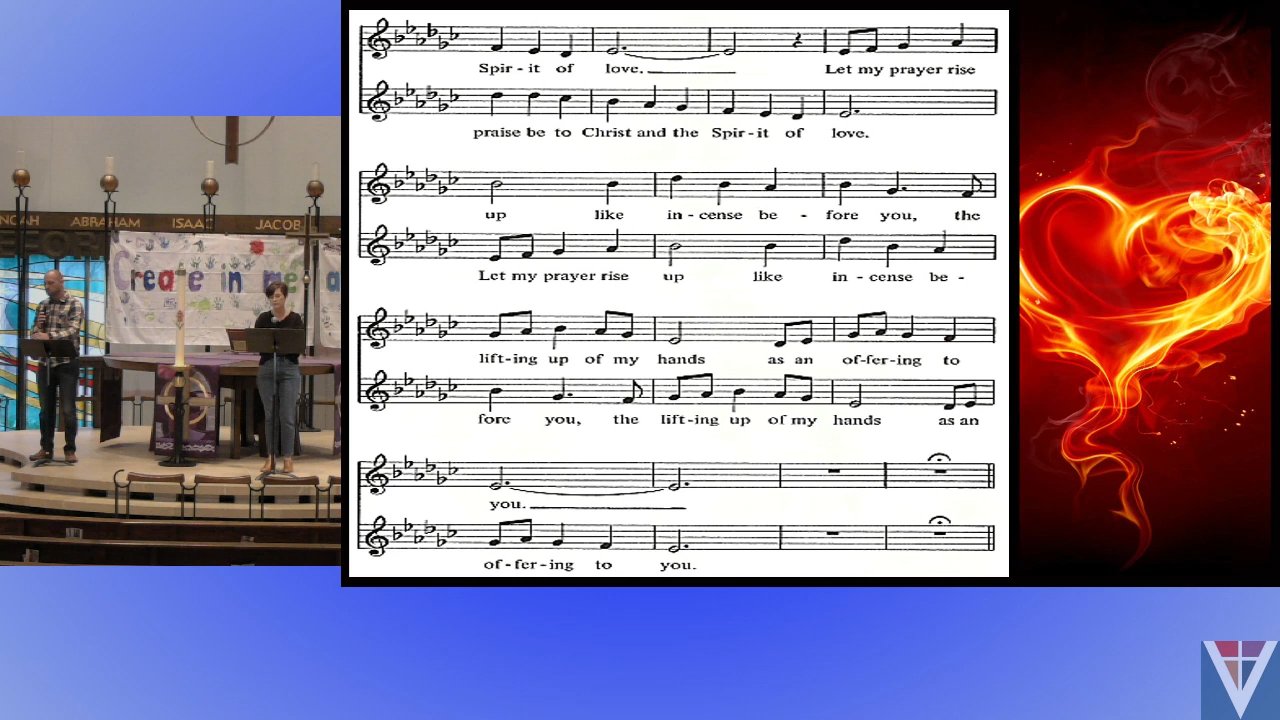 Spir - it of love.
Let my prayer rise
praise be to Christ and the Spir - it of love.
up like in - cense be - fore you, the
Let my prayer rise up like in - cense be -
lift-ing up of my hands as an of-fer-ing to
fore you, the lift-ing up of my hands as an
you.
of - fer - ing to you.
NOAH ABRAHAM ISAAC JACOB
Create in me a